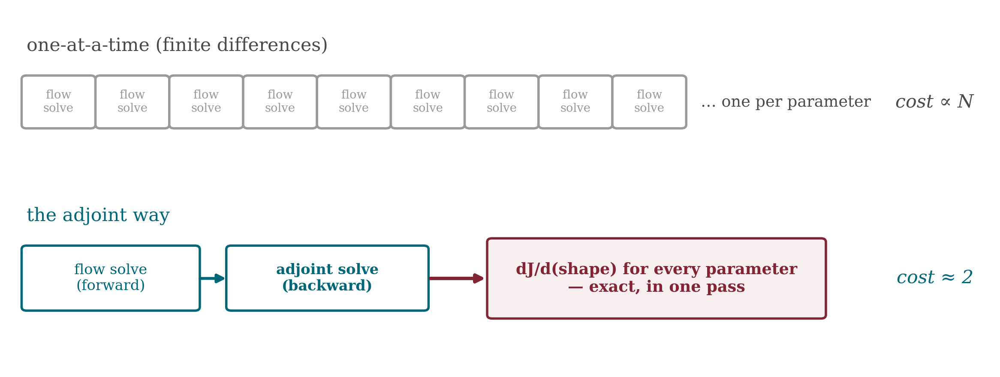 one-at-a-time (finite differences)
flow
solve
flow
solve
flow
solve
flow
solve
flow
solve
flow
solve
flow
solve
flow
solve
flow
solve
... one per parameter
cost ∝ N
the adjoint way
flow solve
(forward)
adjoint solve
(backward)
dJ/d(shape) for every parameter
— exact, in one pass
cost ≈ 2